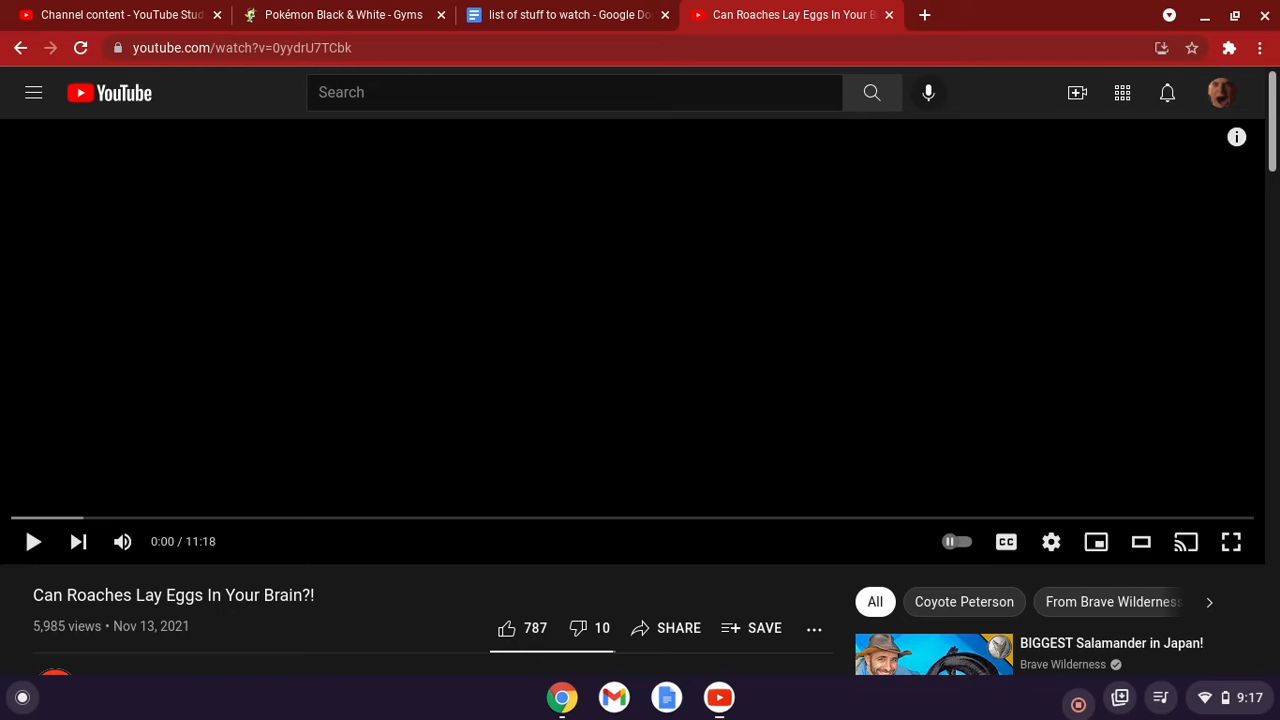 Channel content - YouTube Stud
Pokémon Black & White - Gyms
list of stuff to watch - Google Do
Can Roaches Lay Eggs In Your B
youtube.com/watch?v=0yydrU7TCbk
YouTube
Search
0:00 / 11:18
CC
Can Roaches Lay Eggs In Your Brain?!
5,985 views • Nov 13, 2021
787
10
SHARE
SAVE
All
Coyote Peterson
From Brave Wilderness
BIGGEST Salamander in Japan!
Brave Wilderness
9:17